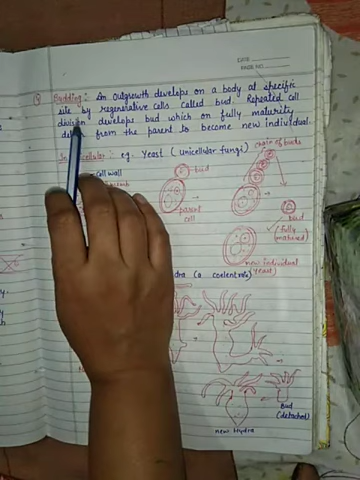 DATE
PAGE NO.
Budding: An outgrowth develops on a body at specific
site by regenerative cells called bud. Repeated cell
division develops bud which on fully maturity
from the parent to become new individual.
eg. Yeast (unicellular fungi)
chain of buds
cell wall
bud
parent
cell
(fully
matured)
new individual
yeast
(a coelentrate)
Bud
(detached)
new Hydra